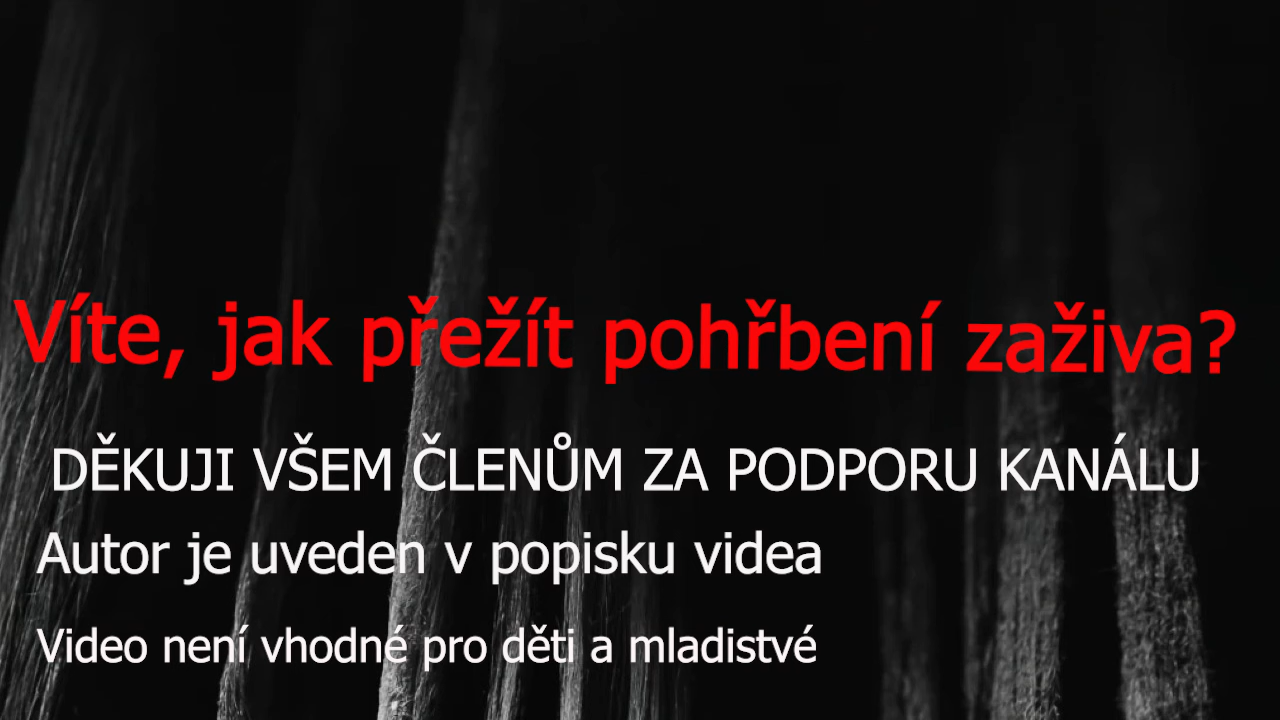 Víte, jak přežít pohřbení zaživa?
DĚKUJI VŠEM ČLENŮM ZA PODPORU KANÁLU
Autor je uveden v popisku videa
Video není vhodné pro děti a mladistvé